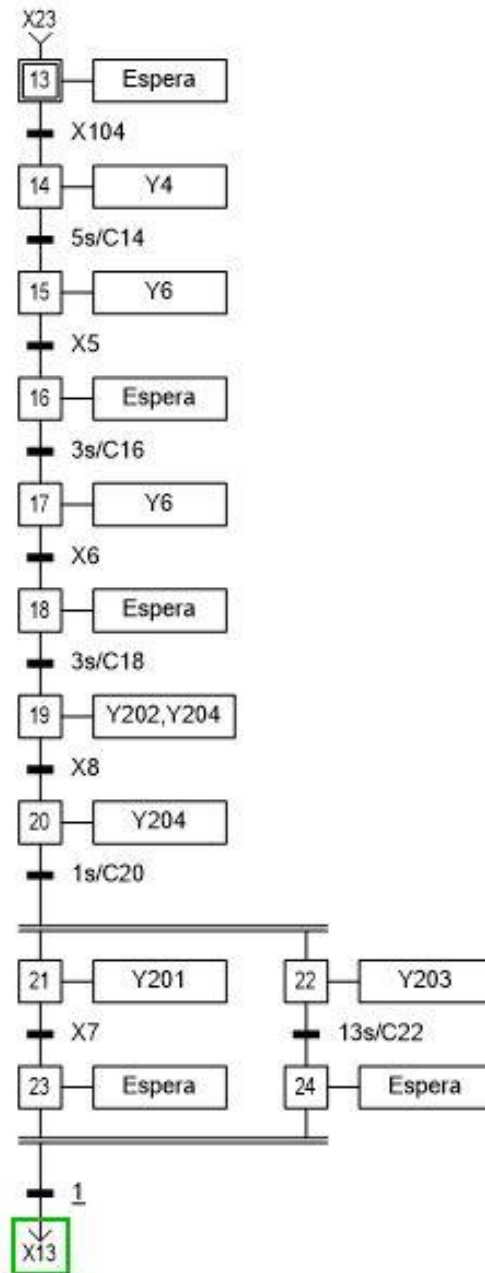 X23
13 Espera
X104
14 Y4
5s/C14
15 Y6
X5
16 Espera
3s/C16
17 Y6
X6
18 Espera
3s/C18
19 Y202,Y204
X8
20 Y204
1s/C20
21 Y201 22 Y203
X7 13s/C22
23 Espera 24 Espera
1
X13